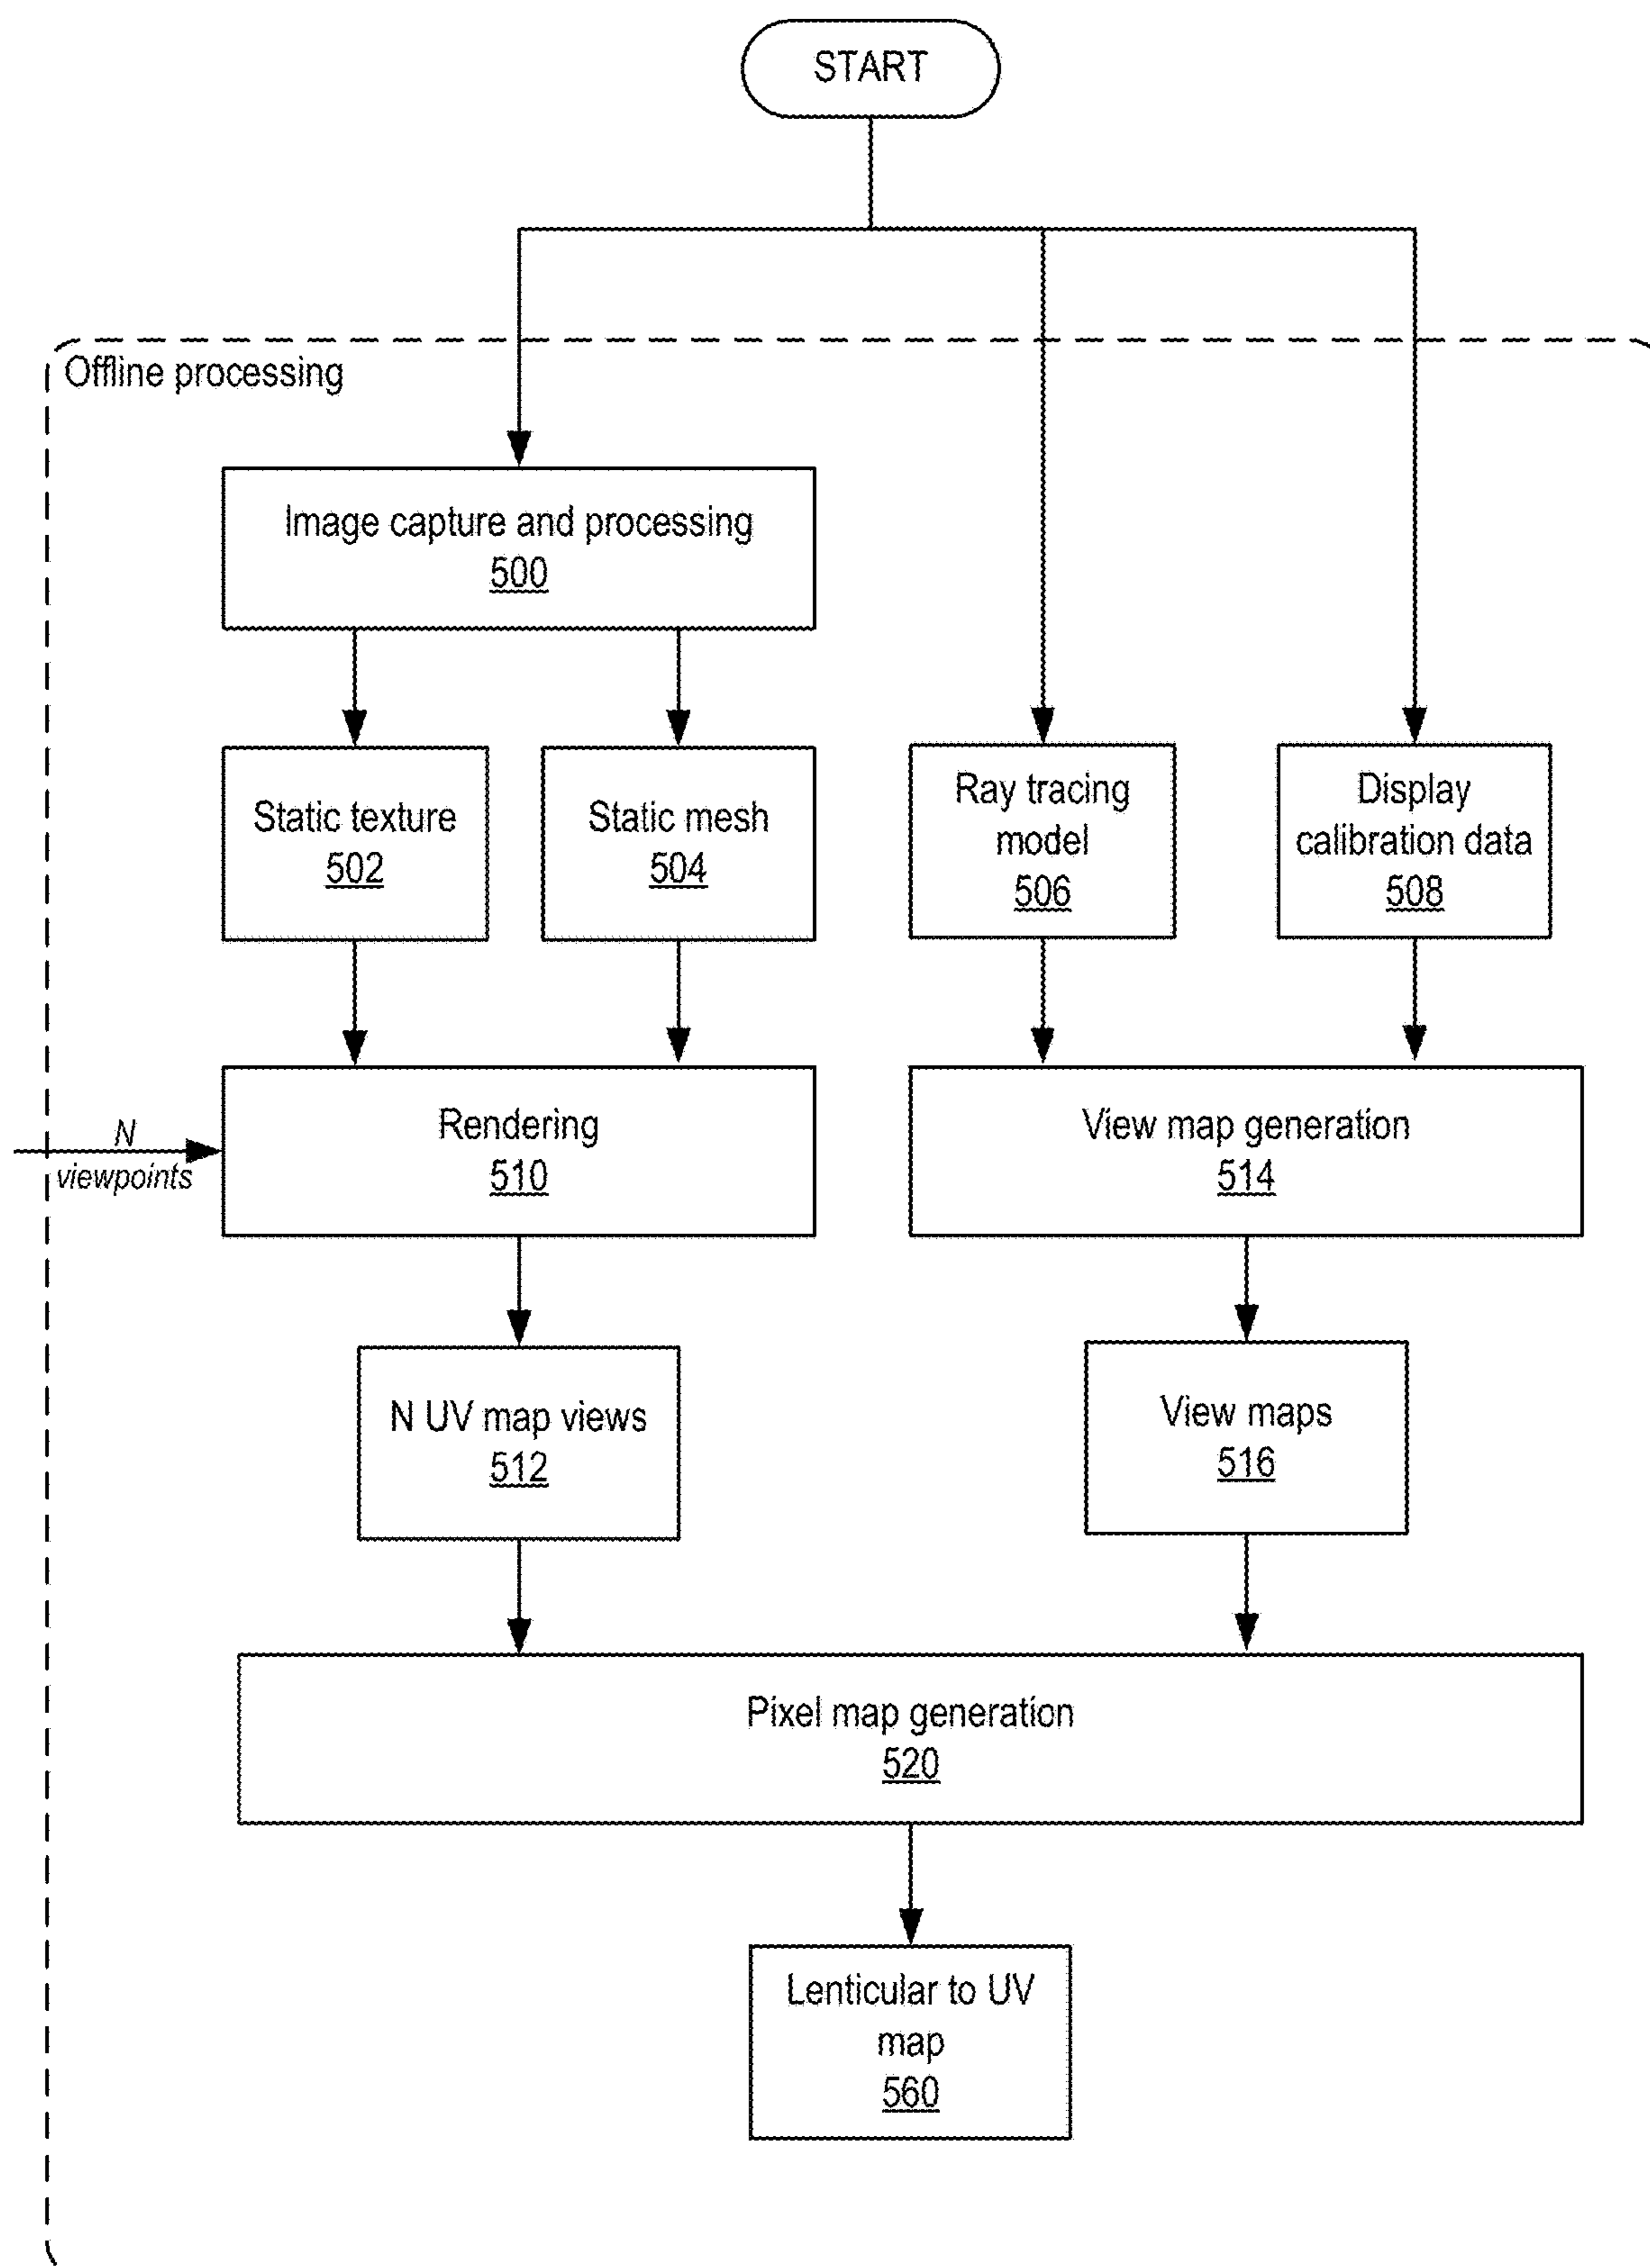 START
Offline processing
Image capture and processing
500
Static texture
502
Static mesh
504
Ray tracing
model
506
Display
calibration data
508
N
viewpoints
Rendering
510
View map generation
514
N UV map views
512
View maps
516
Pixel map generation
520
Lenticular to UV
map
560